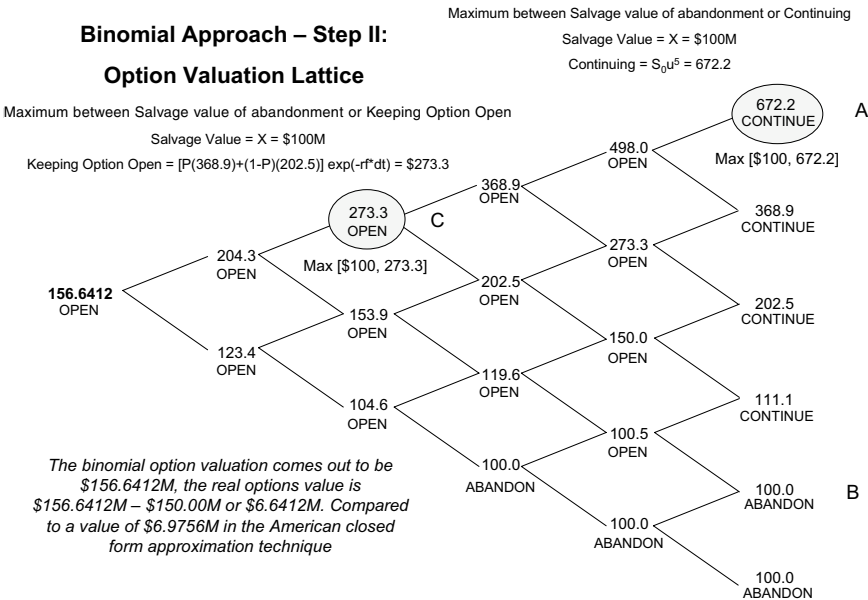 Binomial Approach – Step II:
Option Valuation Lattice
Maximum between Salvage value of abandonment or Continuing
Salvage Value = X = $100M
Continuing = S0u5 = 672.2
Maximum between Salvage value of abandonment or Keeping Option Open
Salvage Value = X = $100M
Keeping Option Open = [P(368.9)+(1-P)(202.5)] exp(-rf*dt) = $273.3
156.6412
OPEN
204.3
OPEN
123.4
OPEN
273.3
OPEN
C
Max [$100, 273.3]
153.9
OPEN
104.6
OPEN
368.9
OPEN
202.5
OPEN
119.6
OPEN
100.0
ABANDON
498.0
OPEN
273.3
OPEN
150.0
OPEN
100.5
OPEN
100.0
ABANDON
672.2
CONTINUE
A
Max [$100, 672.2]
368.9
CONTINUE
202.5
CONTINUE
111.1
CONTINUE
100.0
ABANDON
B
100.0
ABANDON
The binomial option valuation comes out to be
$156.6412M, the real options value is
$156.6412M – $150.00M or $6.6412M. Compared
to a value of $6.9756M in the American closed
form approximation technique